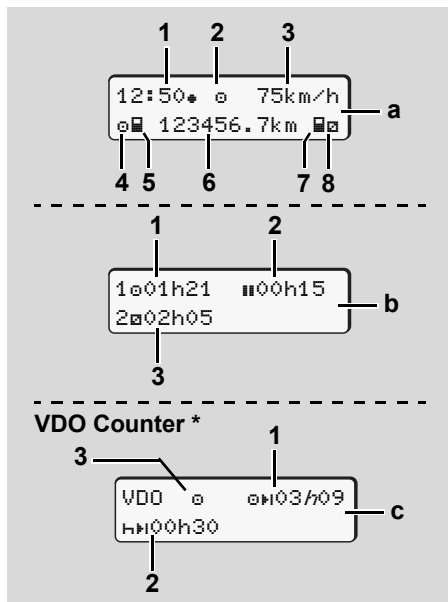 1 2 3
12:50● ⊙ 75km/h
a
⊙ 123456.7km
4 5 6 7 8
1 2
1⊙01h21 00h15
b
2⧄02h05
3
VDO Counter *
3 1
VDO ⊙ ⊙03h09
c
00h30
2